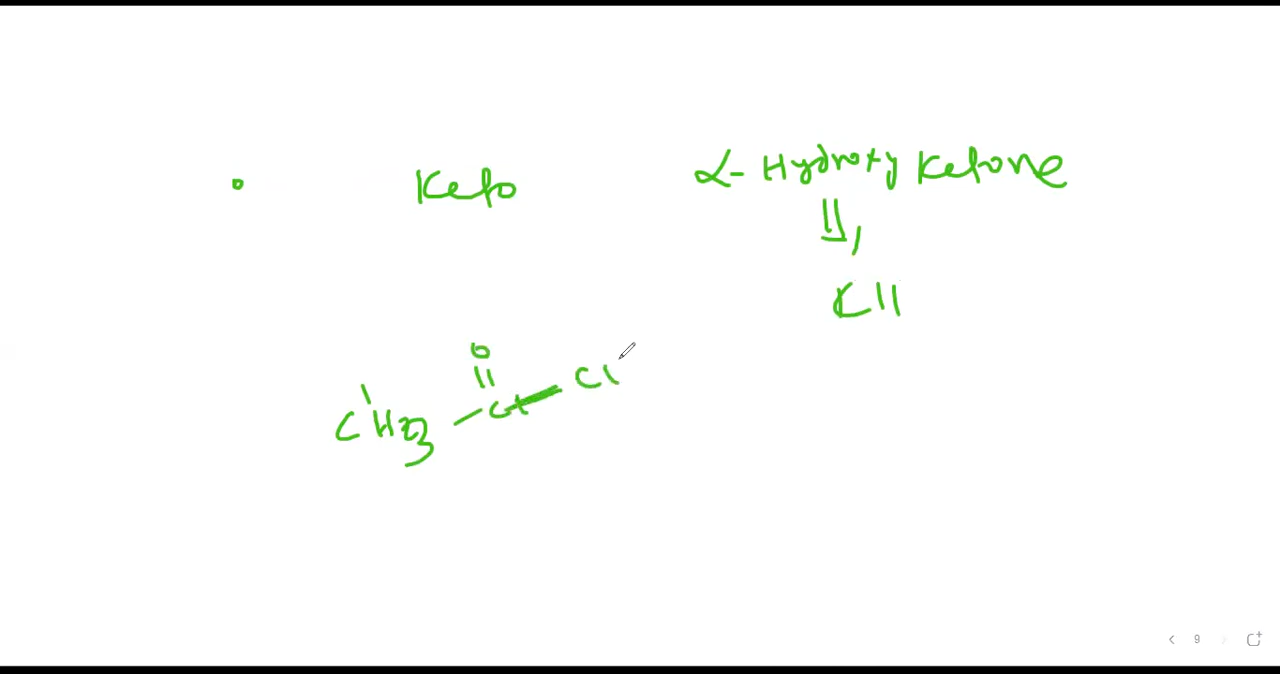 Keto
α- Hydroxy Ketone
O
CH3 - C - Cl
9